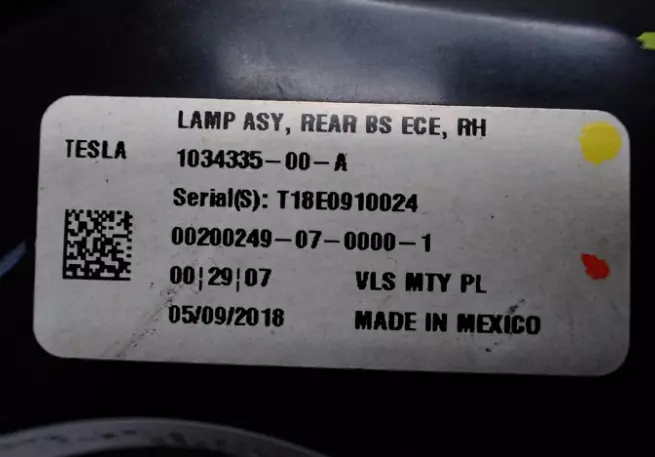 LAMP ASY, REAR BS ECE, RH
TESLA 1034335-00-A
Serial(S): T18E0910024
00200249-07-0000-1
00|29|07 VLS MTY PL
05/09/2018 MADE IN MEXICO